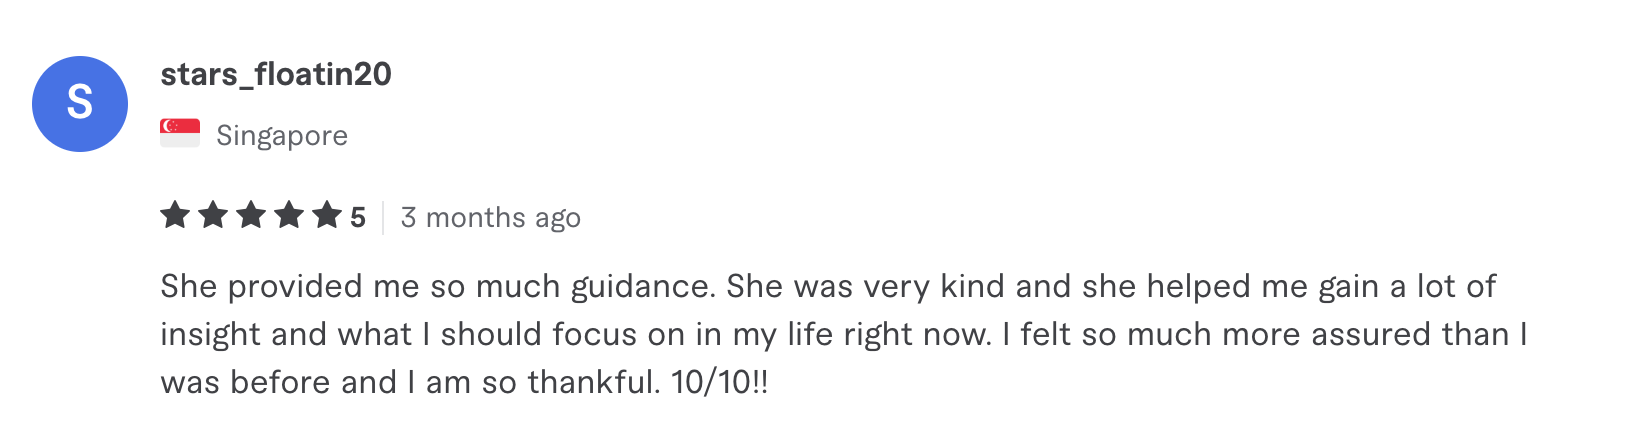 S
stars_floatin20
Singapore
5 3 months ago
She provided me so much guidance. She was very kind and she helped me gain a lot of
insight and what I should focus on in my life right now. I felt so much more assured than I
was before and I am so thankful. 10/10!!